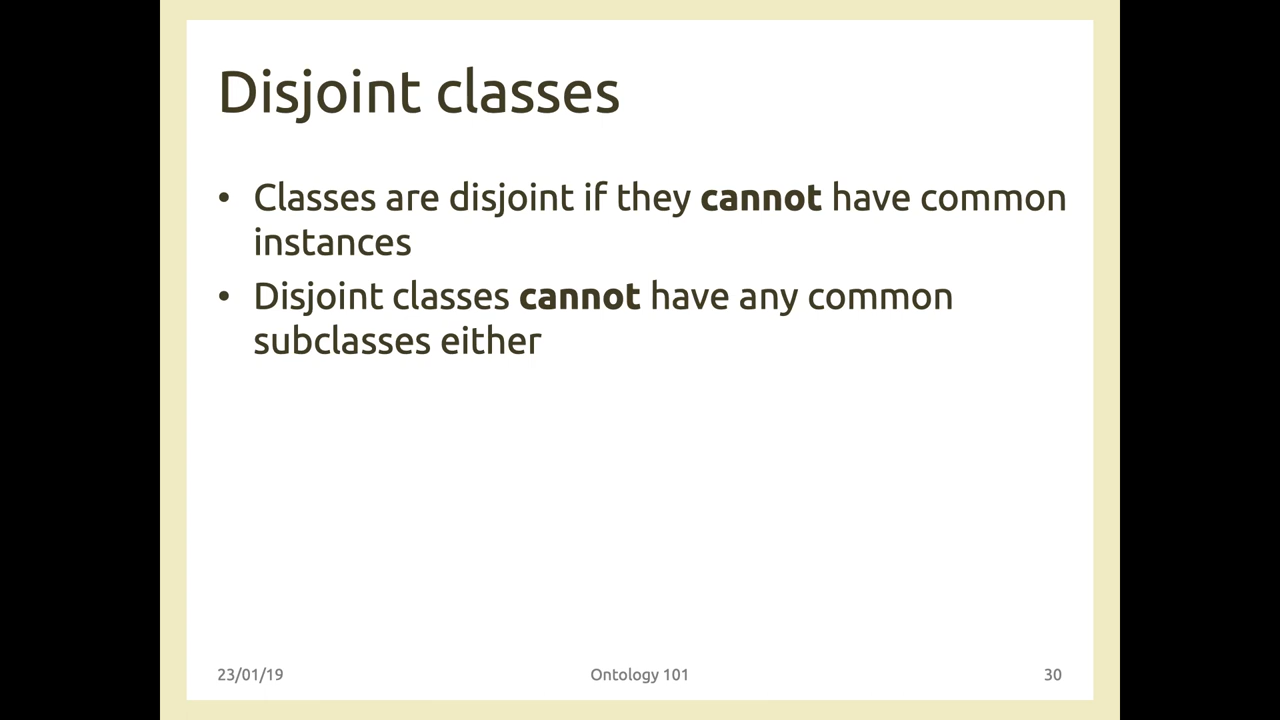 Disjoint classes
• Classes are disjoint if they cannot have common
instances
• Disjoint classes cannot have any common
subclasses either
23/01/19 Ontology 101 30